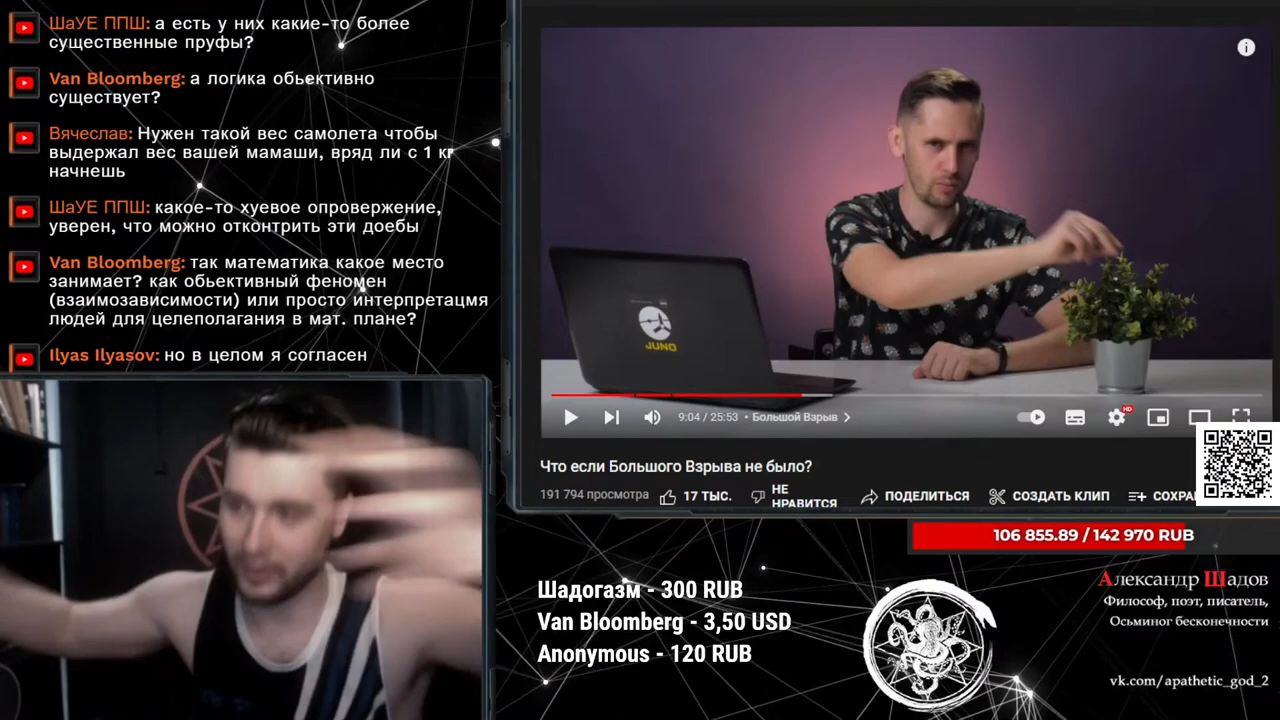 ШаУЕ ППШ: а есть у них какие-то более
существенные пруфы?
Van Bloomberg: а логика обьективно
существует?
Вячеслав: Нужен такой вес самолета чтобы
выдержал вес вашей мамаши, вряд ли с 1 кг
начнешь
ШаУЕ ППШ: какое-то хуевое опровержение,
уверен, что можно отконтрить эти доебы
Van Bloomberg: так математика какое место
занимает? как обьективный феномен
(взаимозависимости) или просто интерпретацмя
людей для целеполагания в мат. плане?
Ilyas Ilyasov: но в целом я согласен
JUNO
9:04 / 25:53 • Большой Взрыв
HD
Что если Большого Взрыва не было?
191 794 просмотра
17 ТЫС.
НЕ
НРАВИТСЯ
ПОДЕЛИТЬСЯ
СОЗДАТЬ КЛИП
СОХРА
106 855.89 / 142 970 RUB
Шадогазм - 300 RUB
Van Bloomberg - 3,50 USD
Anonymous - 120 RUB
Александр Шадов
Философ, поэт, писатель,
Осьминог бесконечности
vk.com/apathetic_god_2